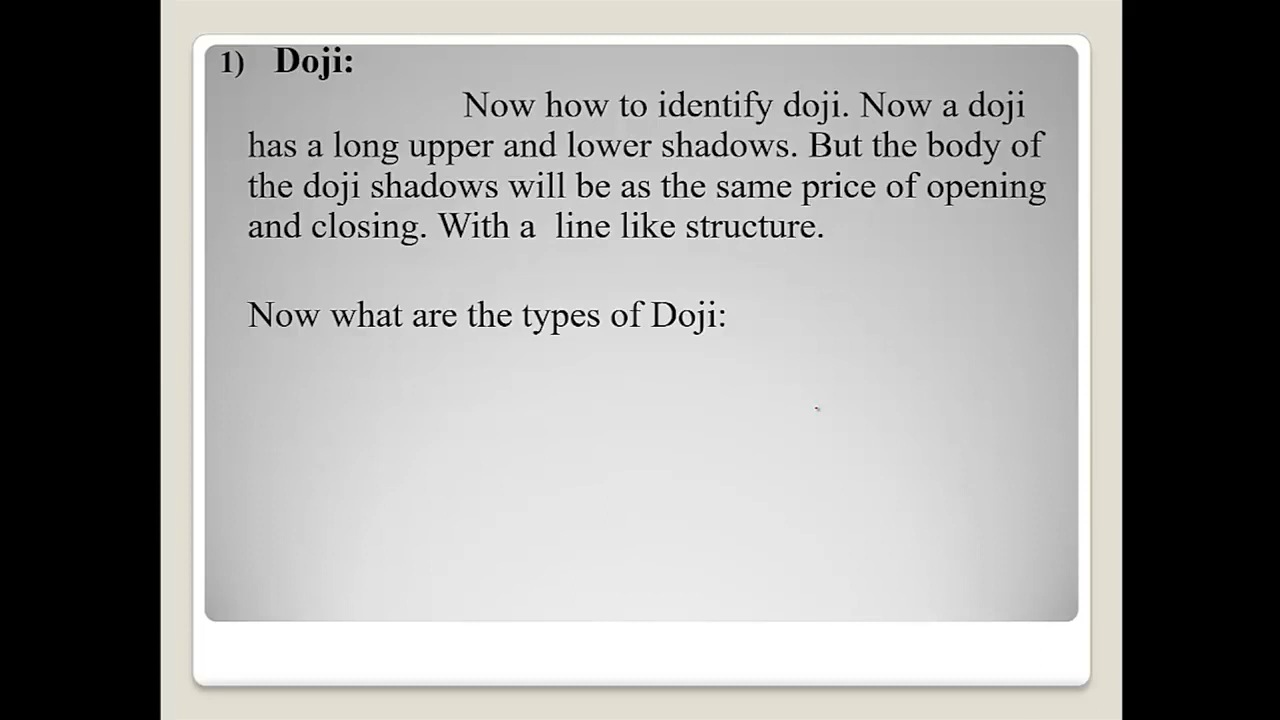 1) Doji:
Now how to identify doji. Now a doji
has a long upper and lower shadows. But the body of
the doji shadows will be as the same price of opening
and closing. With a  line like structure.
Now what are the types of Doji: